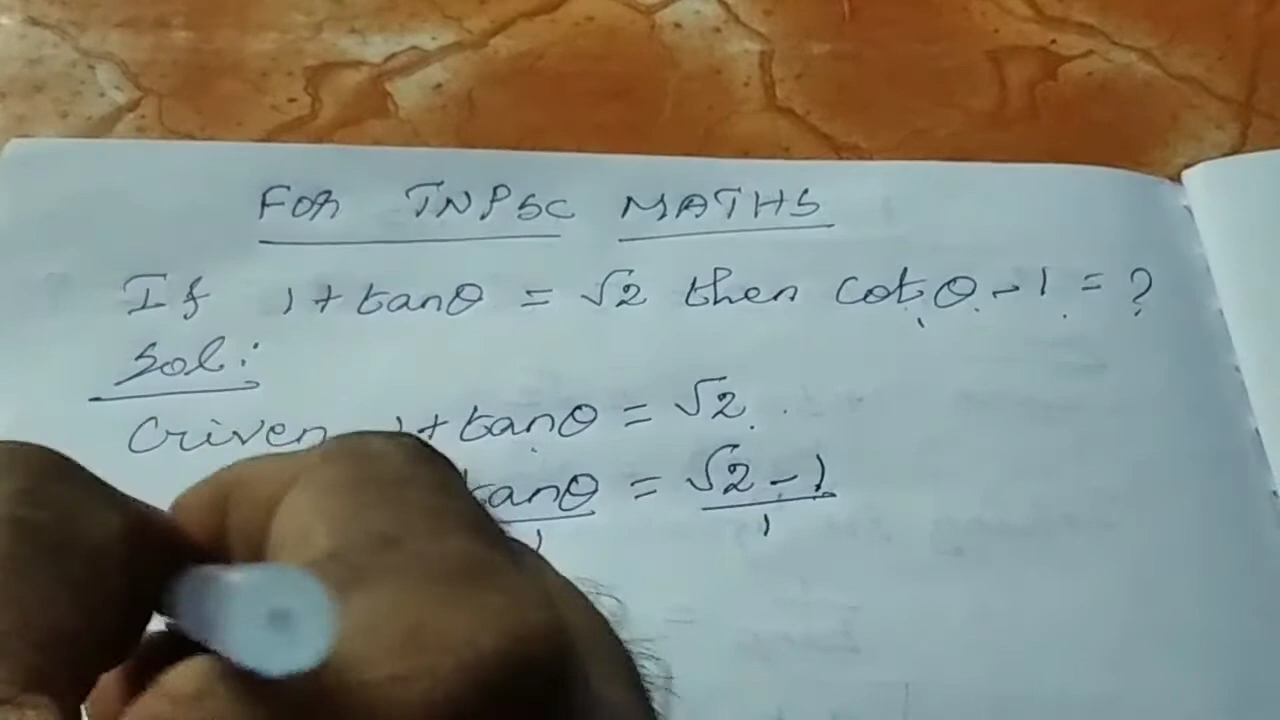 FOR TNPSC MATHS
If 1+tanθ = √2 then cotθ-1 = ?
Sol:
Given 1+tanθ = √2.
tanθ/1 = √2-1/1